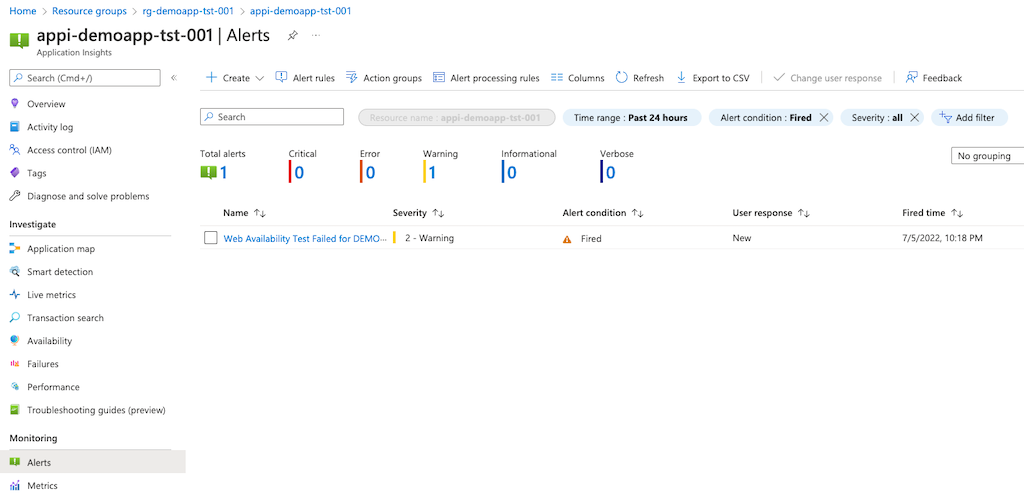 Home > Resource groups > rg-demoapp-tst-001 > appi-demoapp-tst-001
appi-demoapp-tst-001 | Alerts
Application Insights
Search (Cmd+/)
Overview
Activity log
Access control (IAM)
Tags
Diagnose and solve problems
Investigate
Application map
Smart detection
Live metrics
Transaction search
Availability
Failures
Performance
Troubleshooting guides (preview)
Monitoring
Alerts
Metrics
Create Alert rules Action groups Alert processing rules Columns Refresh Export to CSV Change user response Feedback
Search Resource name : appi-demoapp-tst-001 Time range : Past 24 hours Alert condition : Fired Severity : all Add filter
Total alerts Critical Error Warning Informational Verbose
1 0 0 1 0 0
No grouping
Name Severity Alert condition User response Fired time
Web Availability Test Failed for DEMO... 2 - Warning Fired New 7/5/2022, 10:18 PM